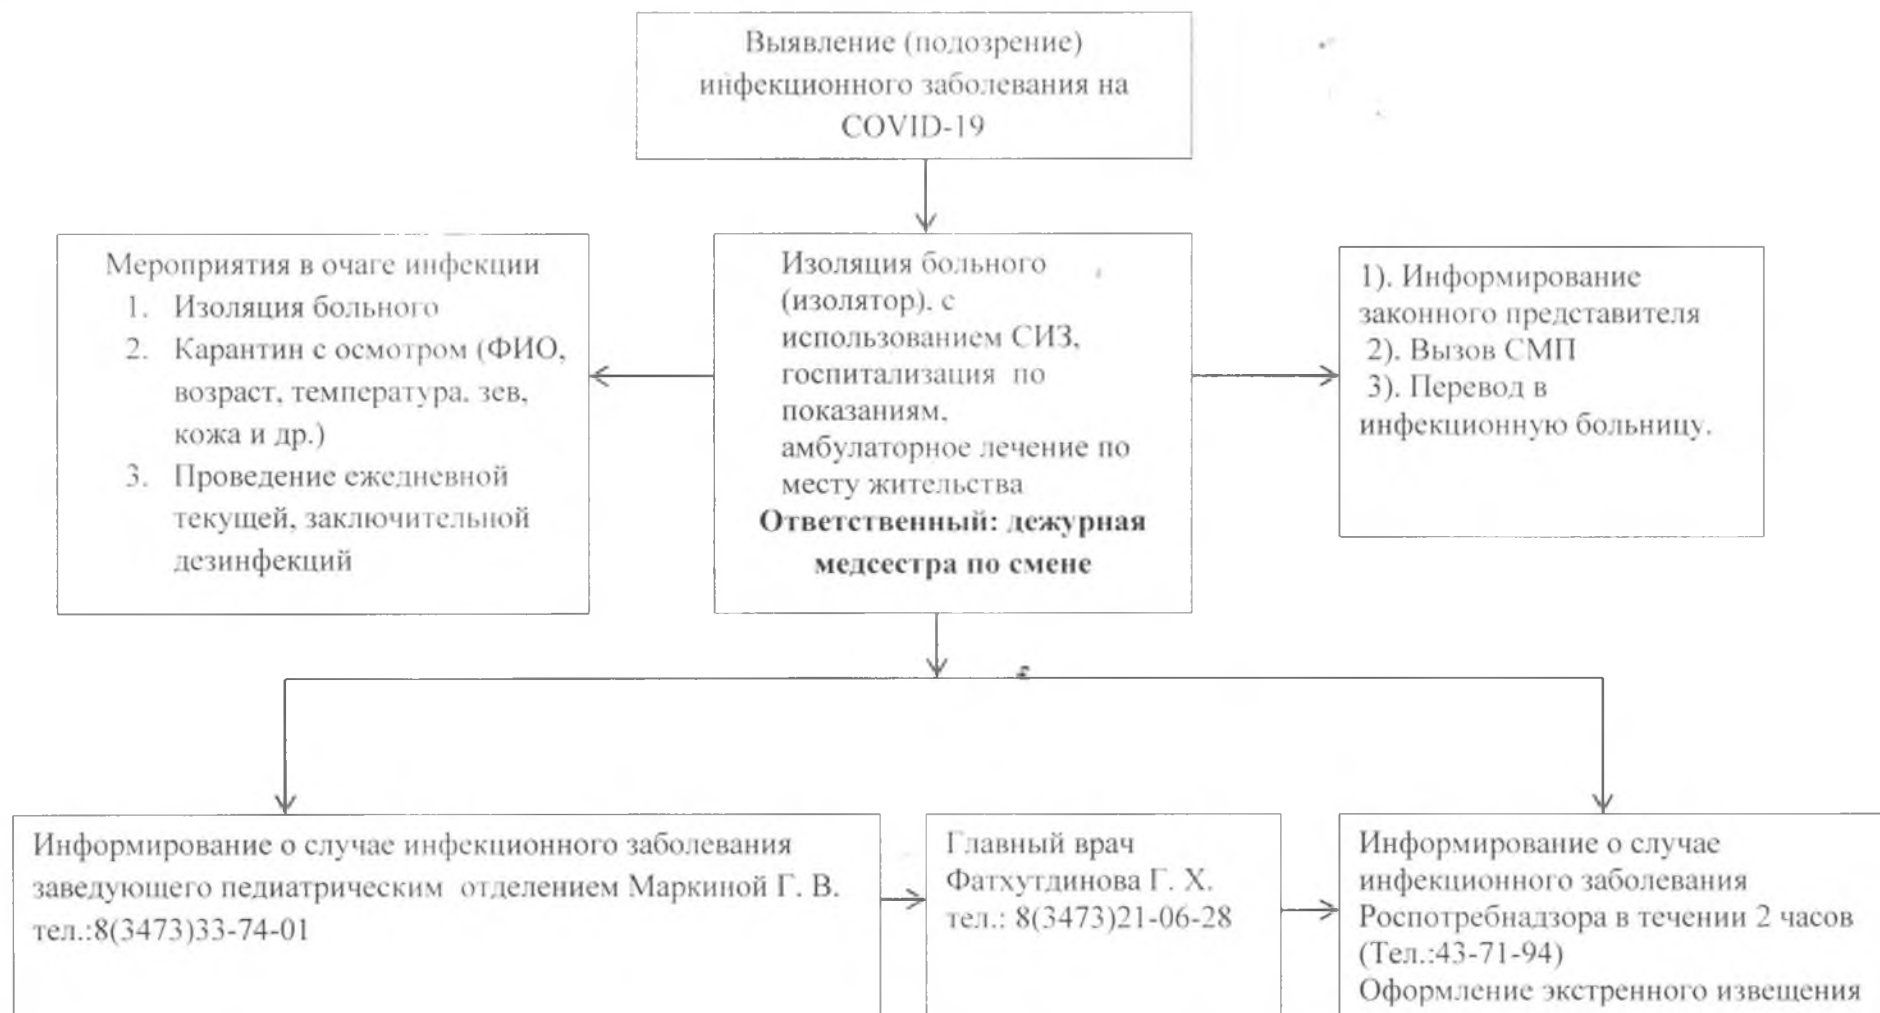 Выявление (подозрение)
инфекционного заболевания на
COVID-19
Мероприятия в очаге инфекции
1. Изоляция больного
2. Карантин с осмотром (ФИО,
возраст, температура, зев,
кожа и др.)
3. Проведение ежедневной
текущей, заключительной
дезинфекций
Изоляция больного
(изолятор). с
использованием СИЗ,
госпитализация по
показаниям,
амбулаторное лечение по
месту жительства
Ответственный: дежурная
медсестра по смене
1). Информирование
законного представителя
2). Вызов СМП
3). Перевод в
инфекционную больницу.
Информирование о случае инфекционного заболевания
заведующего педиатрическим отделением Маркиной Г. В.
тел.:8(3473)33-74-01
Главный врач
Фатхутдинова Г. Х.
тел.: 8(3473)21-06-28
Информирование о случае
инфекционного заболевания
Роспотребнадзора в течении 2 часов
(Тел.:43-71-94)
Оформление экстренного извещения